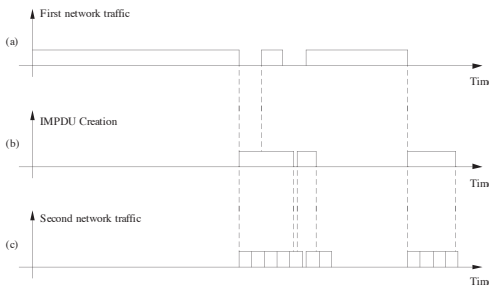 First network traffic
(a)
Tim
IMPDU Creation
(b)
Tim
Second network traffic
(c)
Tim